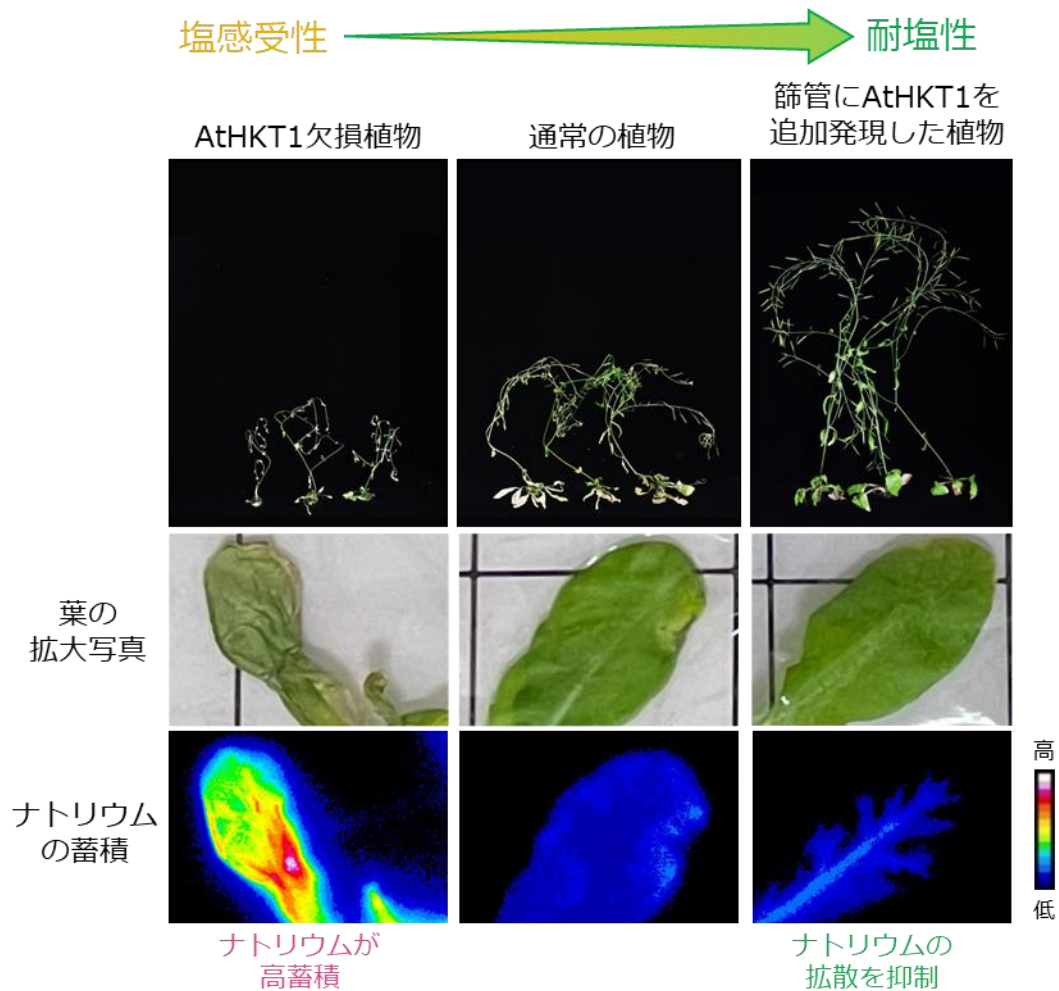 塩感受性
耐塩性
AtHKT1欠損植物
通常の植物
篩管にAtHKT1を
追加発現した植物
葉の
拡大写真
ナトリウム
の蓄積
高
低
ナトリウムが
高蓄積
ナトリウムの
拡散を抑制